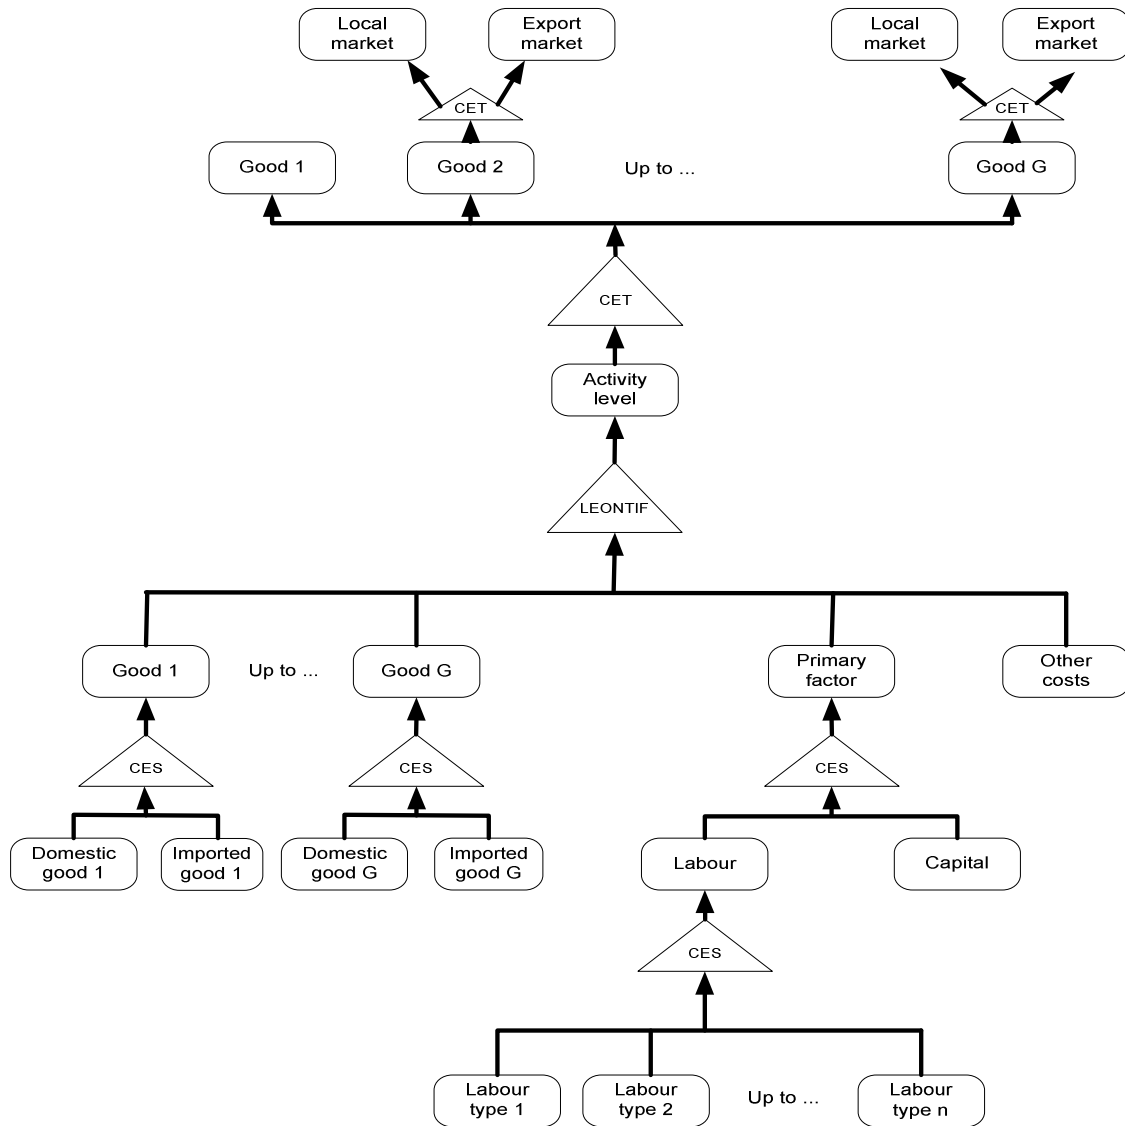 Local
market
Export
market
Local
market
Export
market
CET
CET
Good 1
Good 2
Up to ...
Good G
CET
Activity
level
LEONTIF
Good 1
Up to ...
Good G
Primary
factor
Other
costs
CES
CES
CES
Domestic
good 1
Imported
good 1
Domestic
good G
Imported
good G
Labour
Capital
CES
Labour
type 1
Labour
type 2
Up to ...
Labour
type n